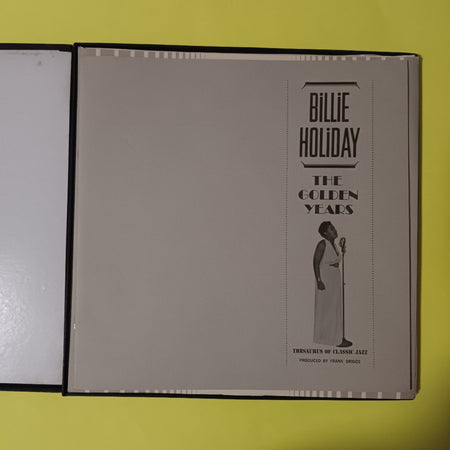 BiLLiE
HOLiDAY
THE
GOLDEN
YEARS
THESAURUS OF CLASSIC JAZZ
PRODUCED BY FRANK DRIGGS